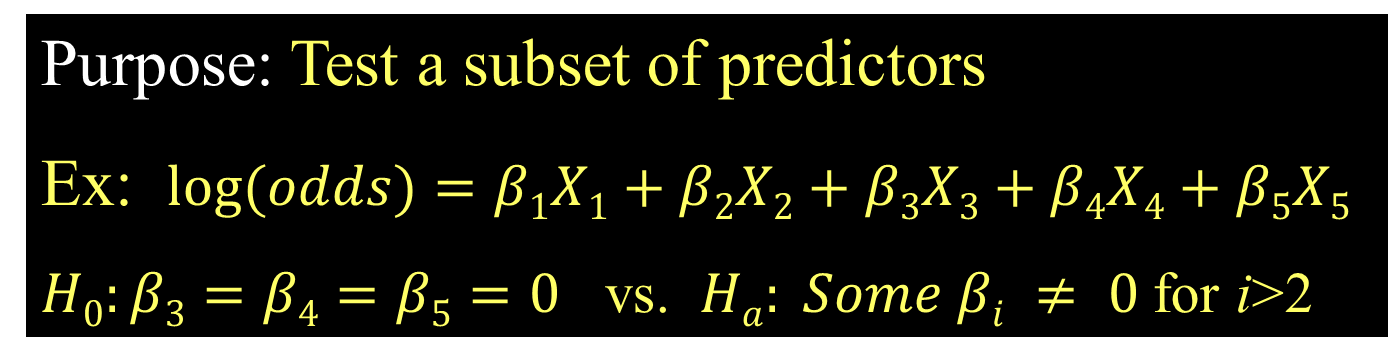 Purpose: Test a subset of predictors
Ex: log(odds) = β₁X₁ + β₂X₂ + β₃X₃ + β₄X₄ + β₅X₅
H₀: β₃ = β₄ = β₅ = 0 vs. Hₐ: Some βᵢ ≠ 0 for i>2